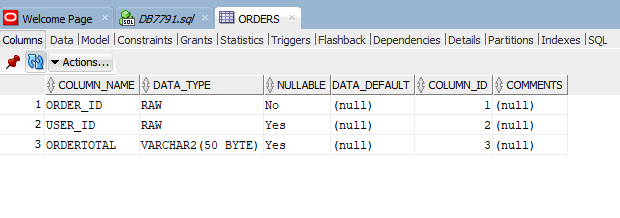 Welcome Page DB7791.sql ORDERS
Columns Data Model Constraints Grants Statistics Triggers Flashback Dependencies Details Partitions Indexes SQL
Actions...
COLUMN_NAME DATA_TYPE NULLABLE DATA_DEFAULT COLUMN_ID COMMENTS
1 ORDER_ID RAW No (null) 1 (null)
2 USER_ID RAW Yes (null) 2 (null)
3 ORDERTOTAL VARCHAR2(50 BYTE) Yes (null) 3 (null)